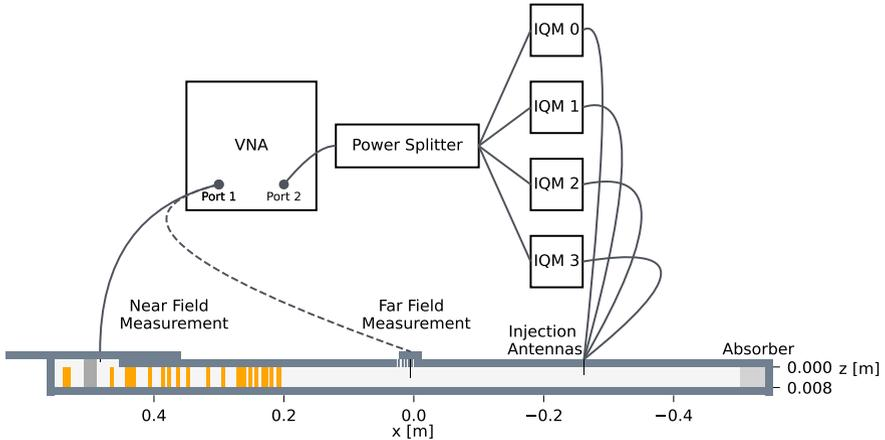 IQM 0
IQM 1
VNA
Power Splitter
IQM 2
Port 1
Port 2
IQM 3
Near Field
Measurement
Far Field
Measurement
Injection
Antennas
Absorber
0.000
z [m]
0.008
0.4
0.2
0.0
−0.2
−0.4
x [m]